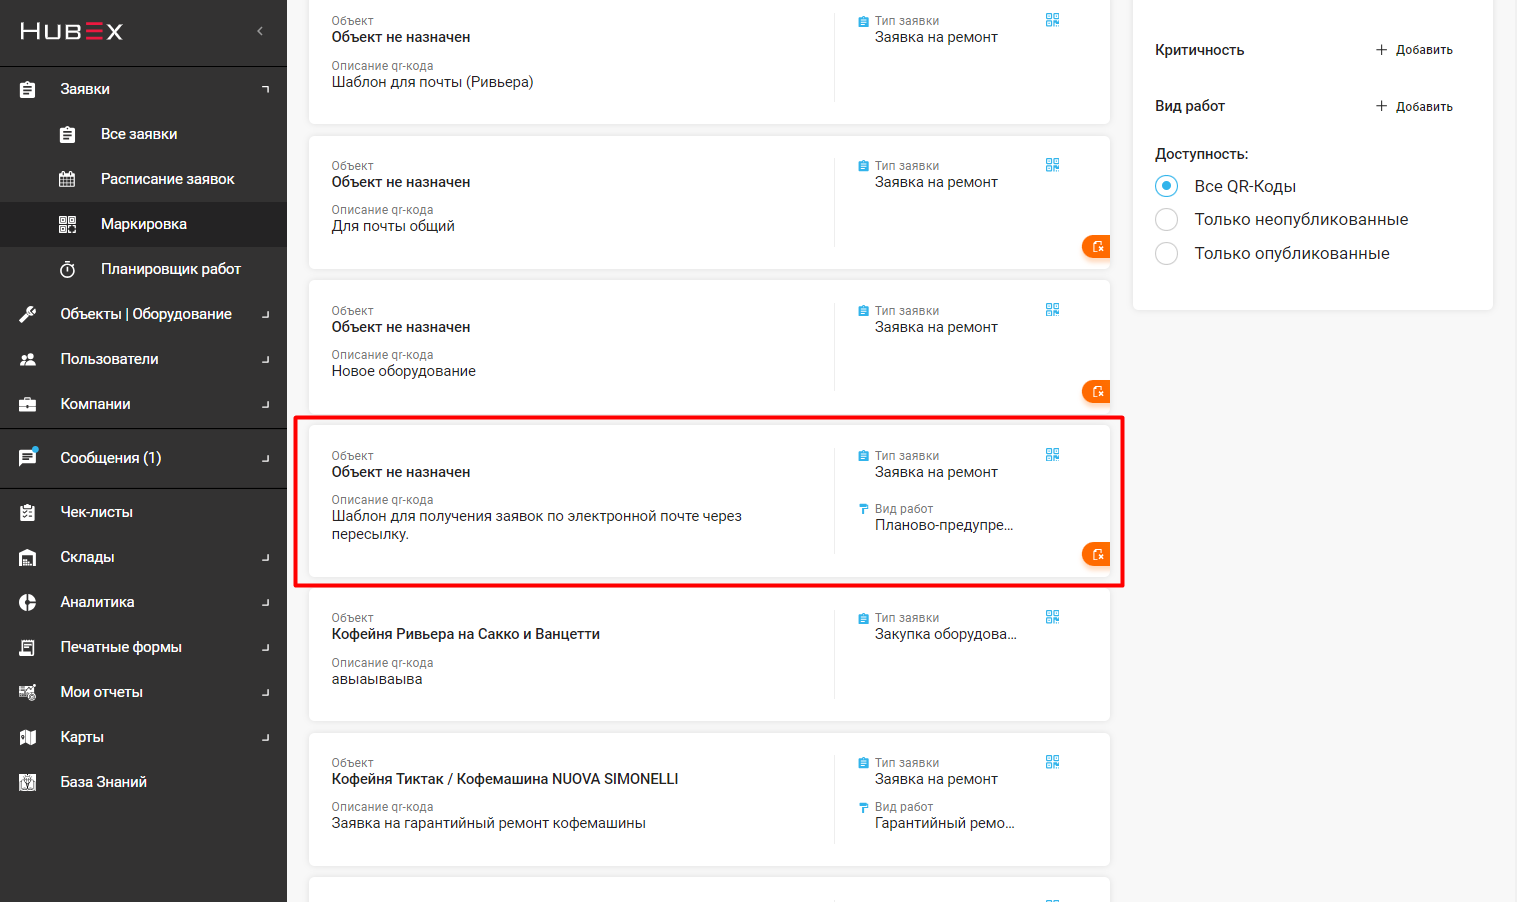 HUBEX
Заявки
Все заявки
Расписание заявок
Маркировка
Планировщик работ
Объекты | Оборудование
Пользователи
Компании
Сообщения (1)
Чек-листы
Склады
Аналитика
Печатные формы
Мои отчеты
Карты
База Знаний
Объект
Объект не назначен
Описание qr-кода
Шаблон для почты (Ривьера)
Тип заявки
Заявка на ремонт
Объект
Объект не назначен
Описание qr-кода
Для почты общий
Тип заявки
Заявка на ремонт
Объект
Объект не назначен
Описание qr-кода
Новое оборудование
Тип заявки
Заявка на ремонт
Объект
Объект не назначен
Описание qr-кода
Шаблон для получения заявок по электронной почте через
пересылку.
Тип заявки
Заявка на ремонт
Вид работ
Планово-предупре...
Объект
Кофейня Ривьера на Сакко и Ванцетти
Описание qr-кода
авыаываыва
Тип заявки
Закупка оборудова...
Объект
Кофейня Тиктак / Кофемашина NUOVA SIMONELLI
Описание qr-кода
Заявка на гарантийный ремонт кофемашины
Тип заявки
Заявка на ремонт
Вид работ
Гарантийный ремо...
Критичность
+ Добавить
Вид работ
+ Добавить
Доступность:
Все QR-Коды
Только неопубликованные
Только опубликованные